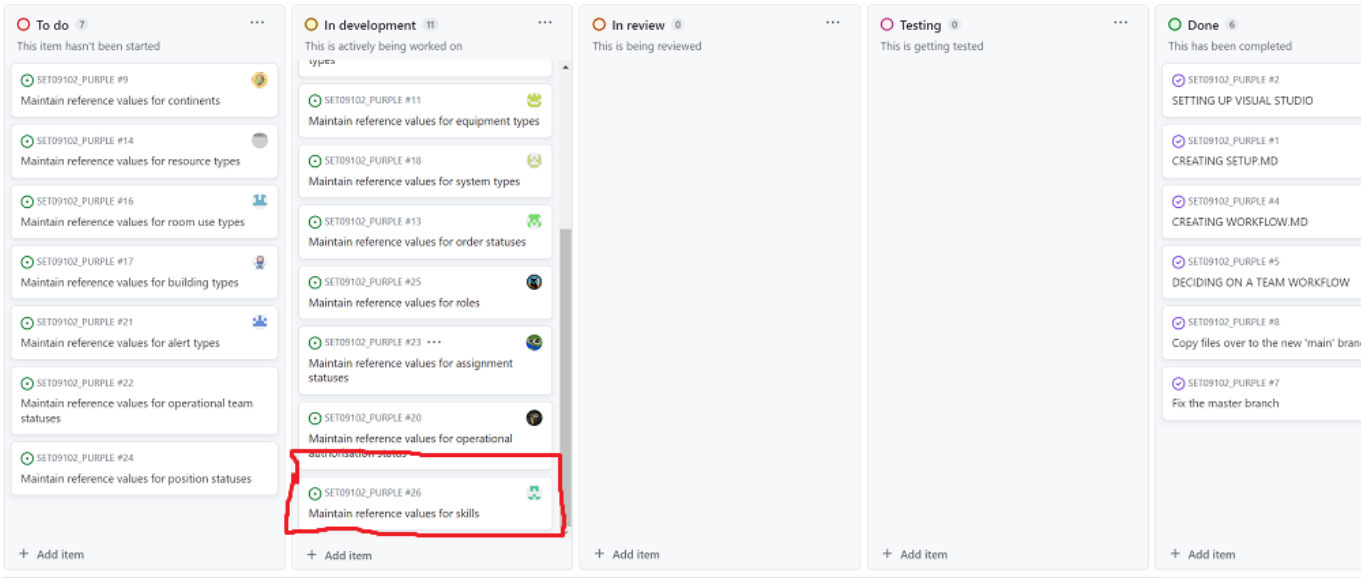 To do 7
This item hasn't been started
SET09102_PURPLE #9
Maintain reference values for continents
SET09102_PURPLE #14
Maintain reference values for resource types
SET09102_PURPLE #16
Maintain reference values for room use types
SET09102_PURPLE #17
Maintain reference values for building types
SET09102_PURPLE #21
Maintain reference values for alert types
SET09102_PURPLE #22
Maintain reference values for operational team
statuses
SET09102_PURPLE #24
Maintain reference values for position statuses
+ Add item
In development 11
This is actively being worked on
types
SET09102_PURPLE #11
Maintain reference values for equipment types
SET09102_PURPLE #18
Maintain reference values for system types
SET09102_PURPLE #13
Maintain reference values for order statuses
SET09102_PURPLE #25
Maintain reference values for roles
SET09102_PURPLE #23 ...
Maintain reference values for assignment
statuses
SET09102_PURPLE #20
Maintain reference values for operational
authorisation status
SET09102_PURPLE #26
Maintain reference values for skills
+ Add item
In review 0
This is being reviewed
+ Add item
Testing 0
This is getting tested
+ Add item
Done 6
This has been completed
SET09102_PURPLE #2
SETTING UP VISUAL STUDIO
SET09102_PURPLE #1
CREATING SETUP.MD
SET09102_PURPLE #4
CREATING WORKFLOW.MD
SET09102_PURPLE #5
DECIDING ON A TEAM WORKFLOW
SET09102_PURPLE #8
Copy files over to the new 'main' bran
SET09102_PURPLE #7
Fix the master branch
+ Add item